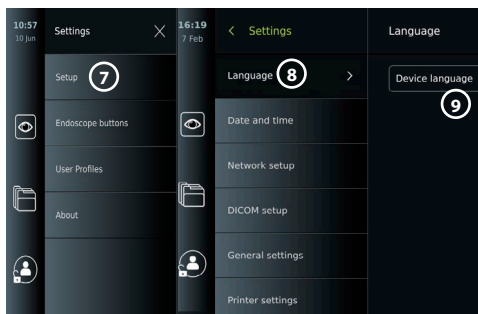 10:57
10 Jun
Settings
Setup
7
Endoscope buttons
User Profiles
About
16:19
7 Feb
Settings
Language
8
Date and time
Network setup
DICOM setup
General settings
Printer settings
Language
Device language
9